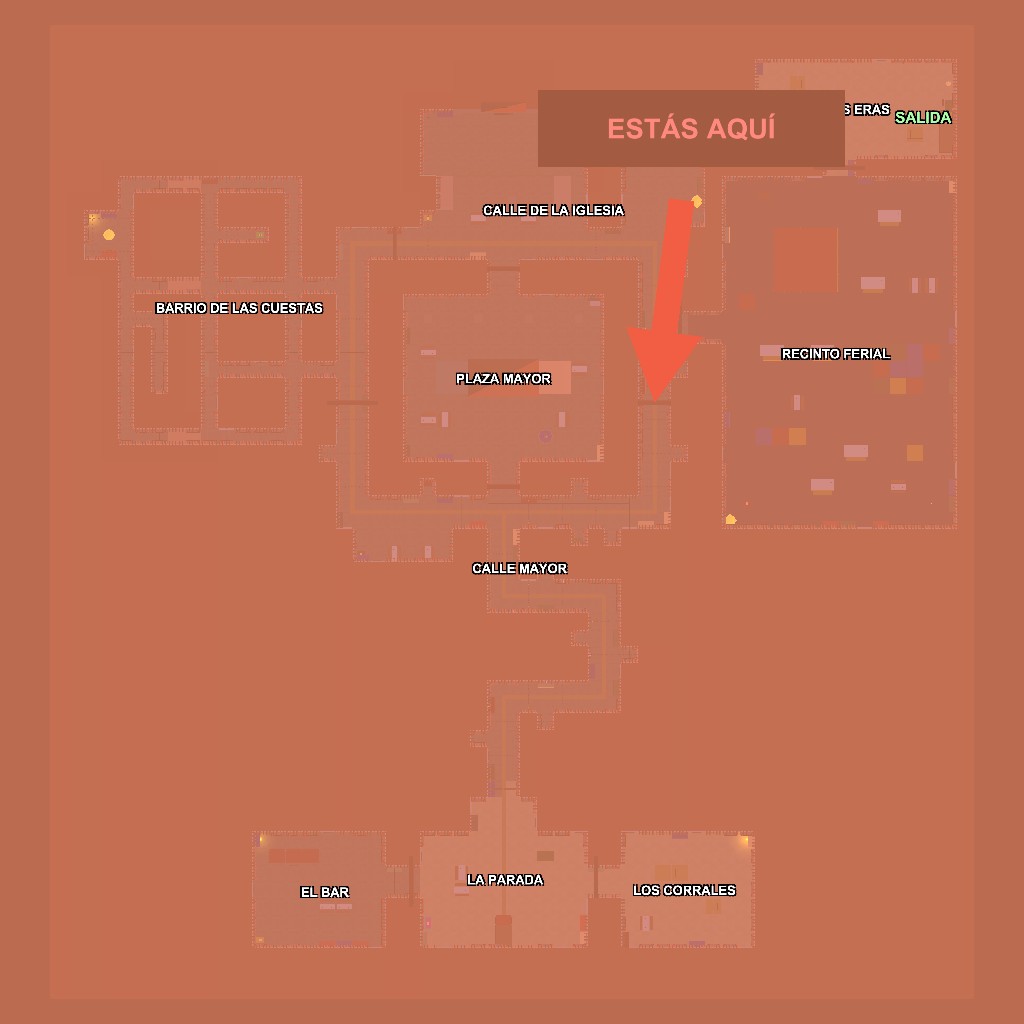 S ERAS
SALIDA
ESTÁS AQUÍ
CALLE DE LA IGLESIA
BARRIO DE LAS CUESTAS
RECINTO FERIAL
PLAZA MAYOR
CALLE MAYOR
LA PARADA
EL BAR
LOS CORRALES